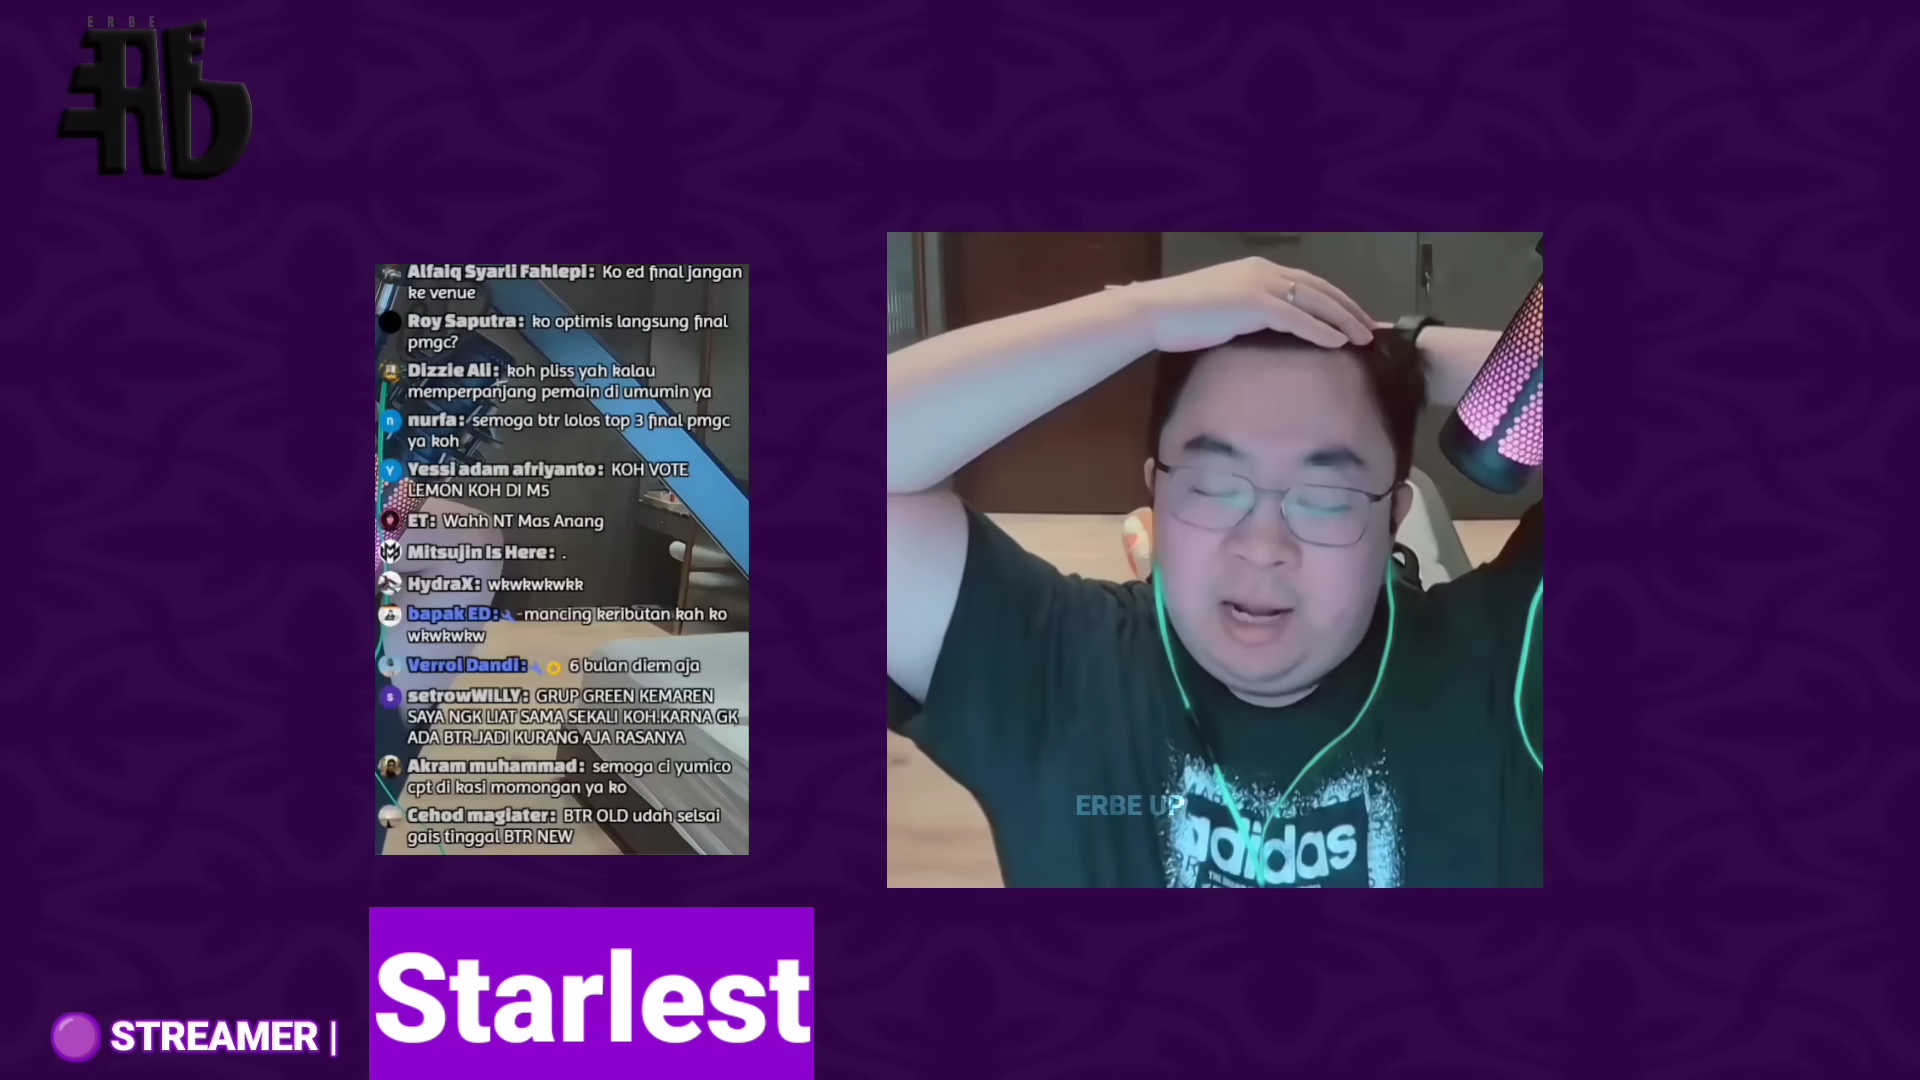 ERBE
ERB
Alfaiq Syarli Fahlepi: Ko ed final jangan
ke venue
Roy Saputra: ko optimis langsung final
pmgc?
Dizzie Ali: koh pliss yah kalau
memperpanjang pemain di umumin ya
n nurfa: semoga btr lolos top 3 final pmgc
ya koh
Y Yessi adam afriyanto: KOH VOTE
LEMON KOH DI M5
ET: Wahh NT Mas Anang
Mitsujin Is Here: .
HydraX: wkwkwkwkk
bapak ED: -mancing keributan kah ko
wkwkwkw
Verrol Dandi: 6 bulan diem aja
s setrowWILLY: GRUP GREEN KEMAREN
SAYA NGK LIAT SAMA SEKALI KOH.KARNA GK
ADA BTR.JADI KURANG AJA RASANYA
Akram muhammad: semoga ci yumico
cpt di kasi momongan ya ko
Cehod magiater: BTR OLD udah selsai
gais tinggal BTR NEW
ERBE UP
adidas
Starlest
STREAMER |